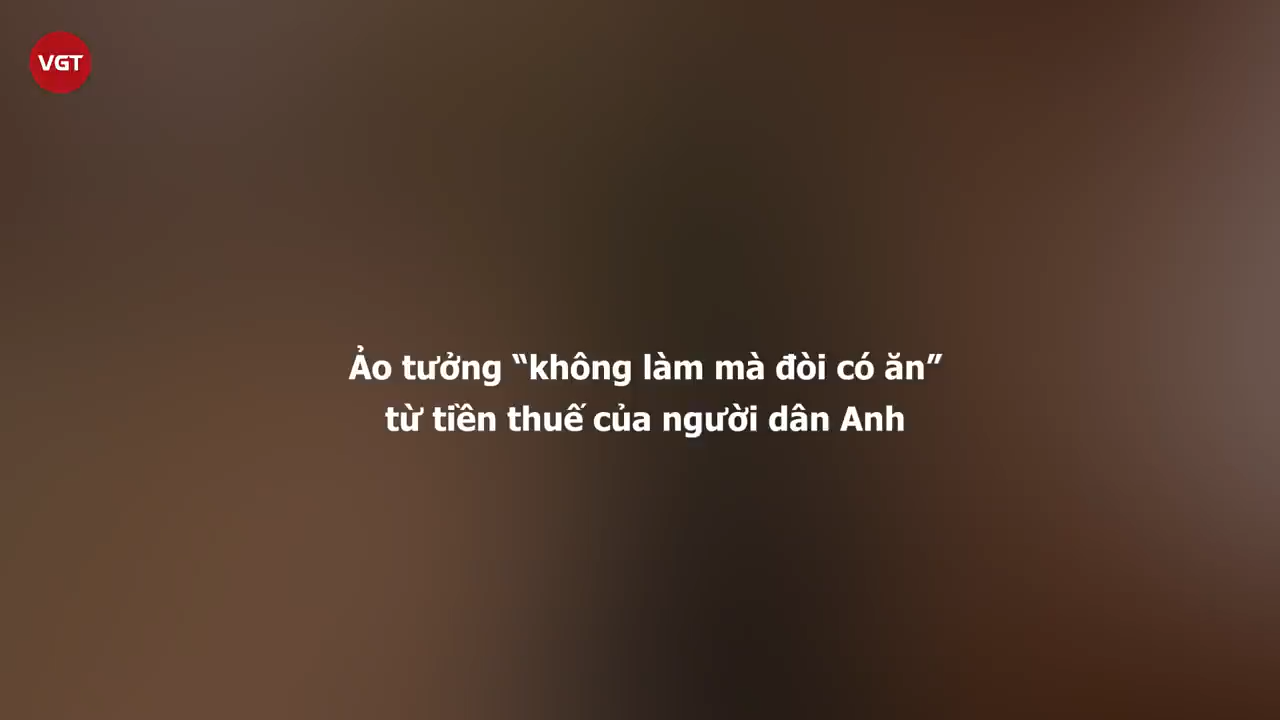 VGT
Ảo tưởng “không làm mà đòi có ăn”
từ tiền thuế của người dân Anh